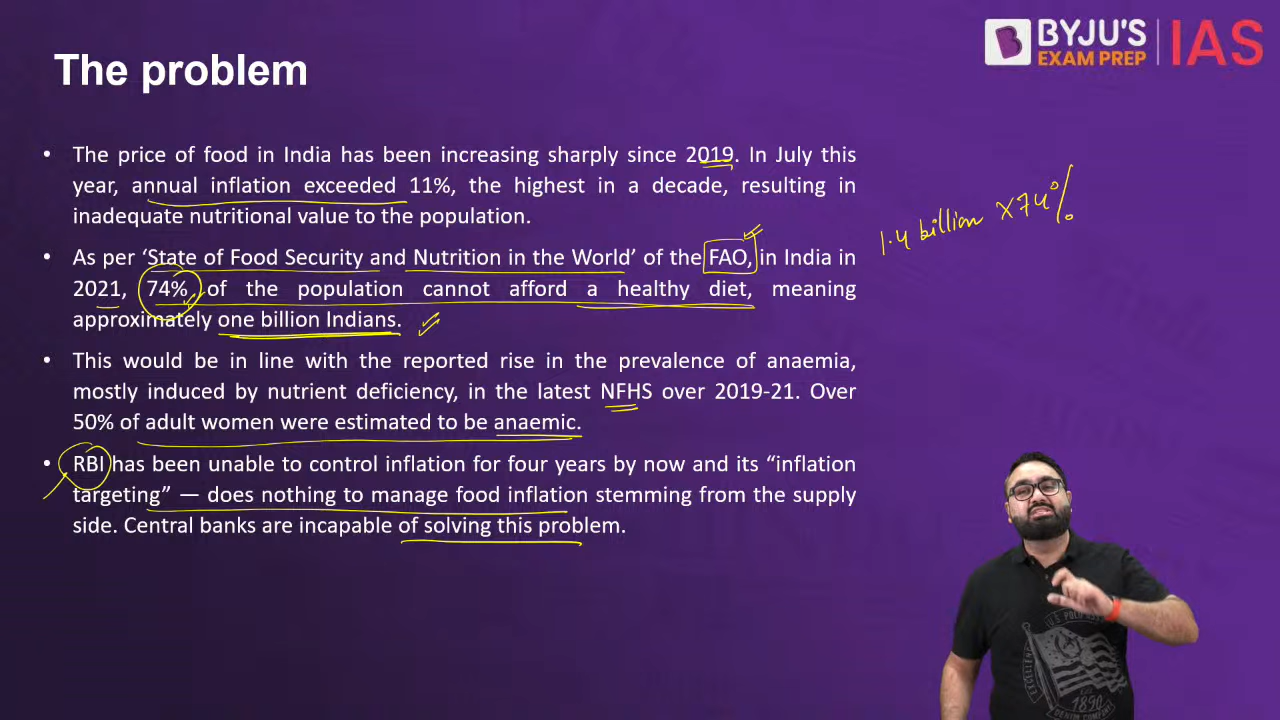 BYJU'S
EXAM PREP
IAS
The problem
• The price of food in India has been increasing sharply since 2019. In July this
year, annual inflation exceeded 11%, the highest in a decade, resulting in
inadequate nutritional value to the population.
1.4 billion x 74%
• As per ‘State of Food Security and Nutrition in the World’ of the FAO, in India in
2021, 74% of the population cannot afford a healthy diet, meaning
approximately one billion Indians.
• This would be in line with the reported rise in the prevalence of anaemia,
mostly induced by nutrient deficiency, in the latest NFHS over 2019-21. Over
50% of adult women were estimated to be anaemic.
• RBI has been unable to control inflation for four years by now and its “inflation
targeting” — does nothing to manage food inflation stemming from the supply
side. Central banks are incapable of solving this problem.
1890